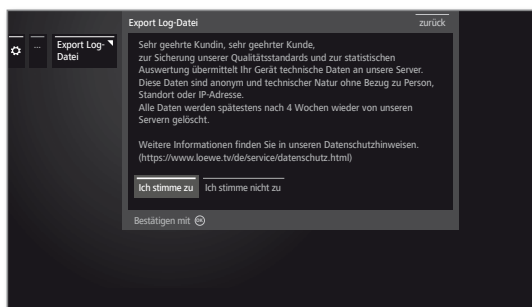 Export Log-Datei
zurück
...
Export Log-
Datei
Sehr geehrte Kundin, sehr geehrter Kunde,
zur Sicherung unserer Qualitätsstandards und zur statistischen
Auswertung übermittelt Ihr Gerät technische Daten an unsere Server.
Diese Daten sind anonym und technischer Natur ohne Bezug zu Person,
Standort oder IP-Adresse.
Alle Daten werden spätestens nach 4 Wochen wieder von unseren
Servern gelöscht.
Weitere Informationen finden Sie in unseren Datenschutzhinweisen.
(https://www.loewe.tv/de/service/datenschutz.html)
Ich stimme zu
Ich stimme nicht zu
Bestätigen mit OK